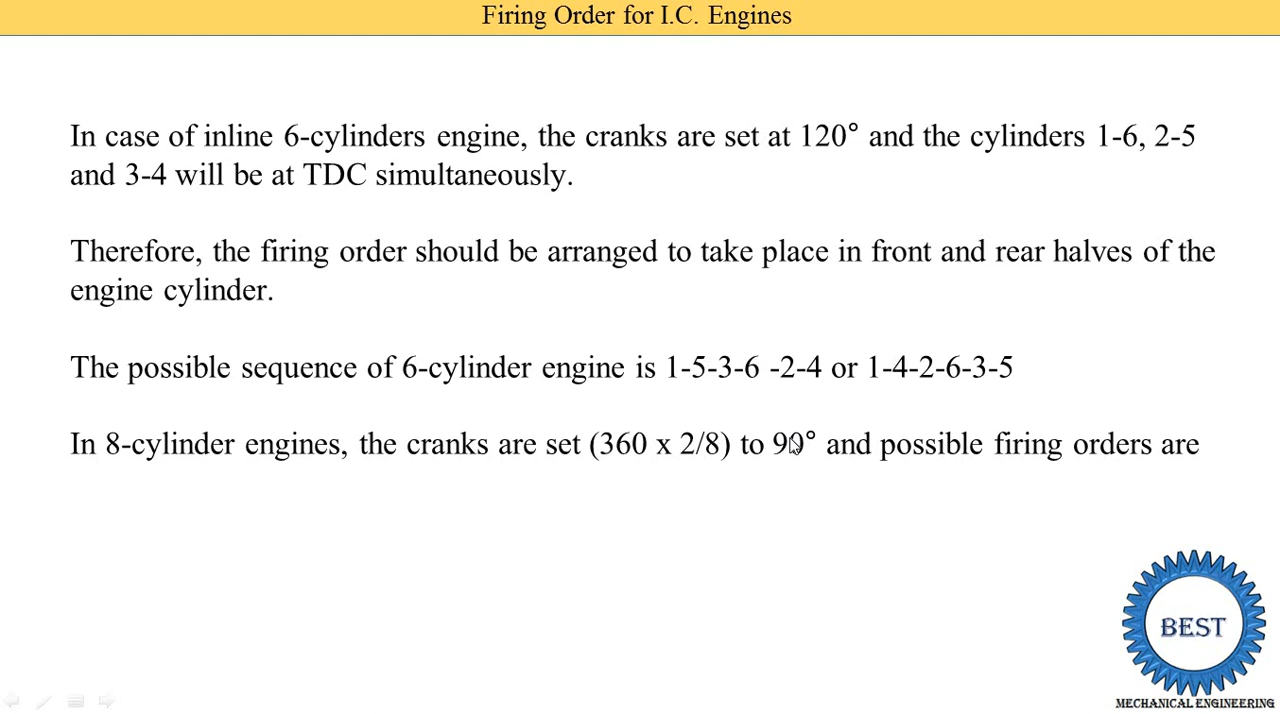 Firing Order for I.C. Engines
In case of inline 6-cylinders engine, the cranks are set at 120° and the cylinders 1-6, 2-5
and 3-4 will be at TDC simultaneously.
Therefore, the firing order should be arranged to take place in front and rear halves of the
engine cylinder.
The possible sequence of 6-cylinder engine is 1-5-3-6 -2-4 or 1-4-2-6-3-5
In 8-cylinder engines, the cranks are set (360 x 2/8) to 90° and possible firing orders are
BEST
MECHANICAL ENGINEERING